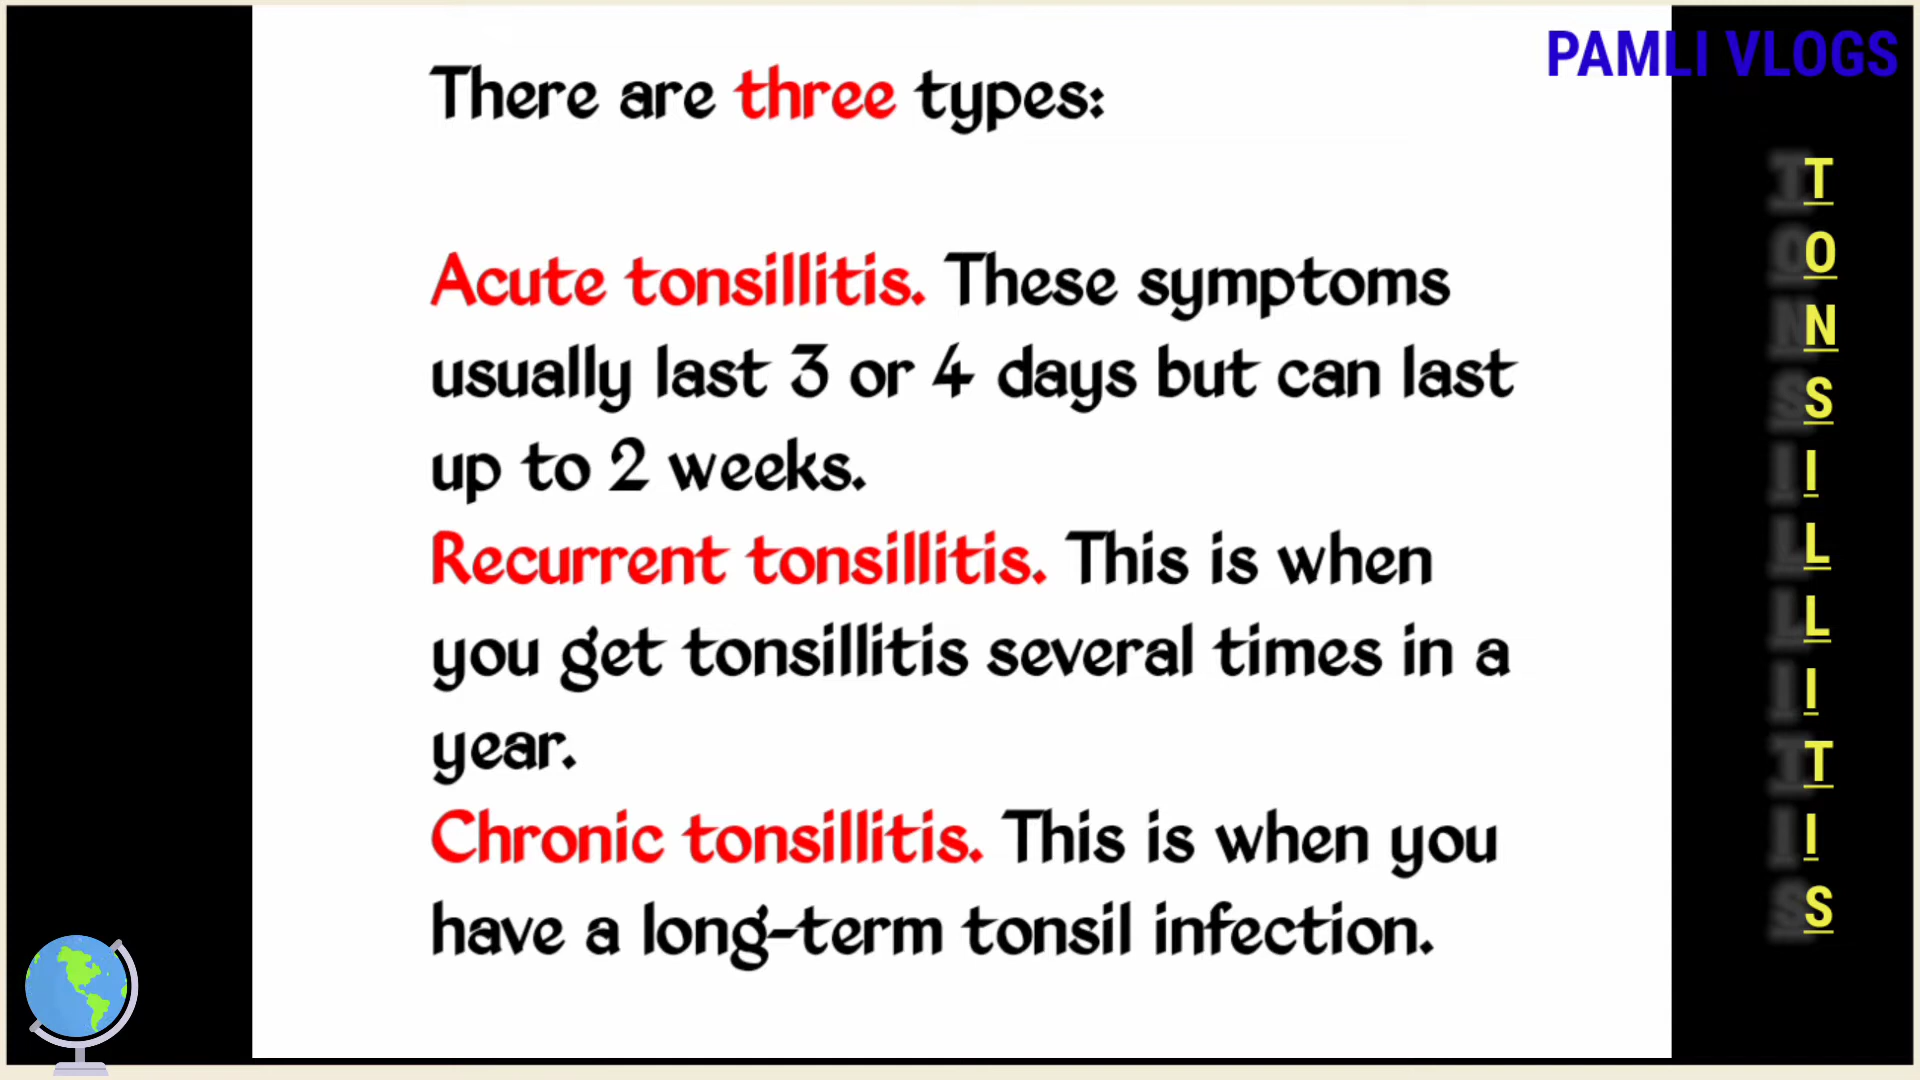 PAMLI VLOGS
There are three types:
Acute tonsillitis. These symptoms
usually last 3 or 4 days but can last
up to 2 weeks.
Recurrent tonsillitis. This is when
you get tonsillitis several times in a
year.
Chronic tonsillitis. This is when you
have a long-term tonsil infection.
TONSILLITIS